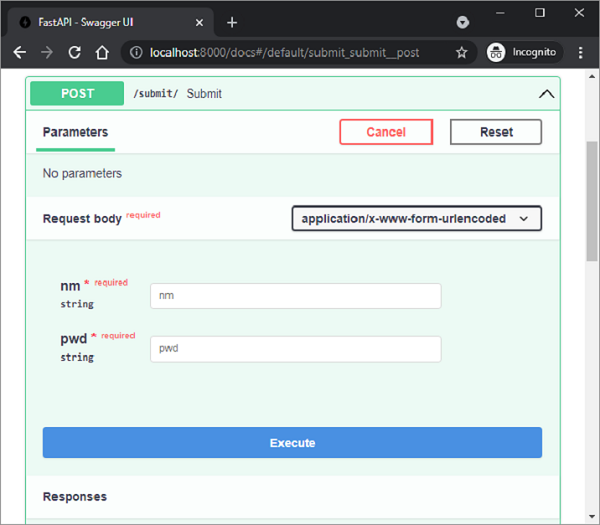 FastAPI - Swagger UI
localhost:8000/docs#/default/submit_submit__post
Incognito
POST /submit/ Submit
Parameters Cancel Reset
No parameters
Request body required application/x-www-form-urlencoded
nm * required
string
nm
pwd * required
string
pwd
Execute
Responses